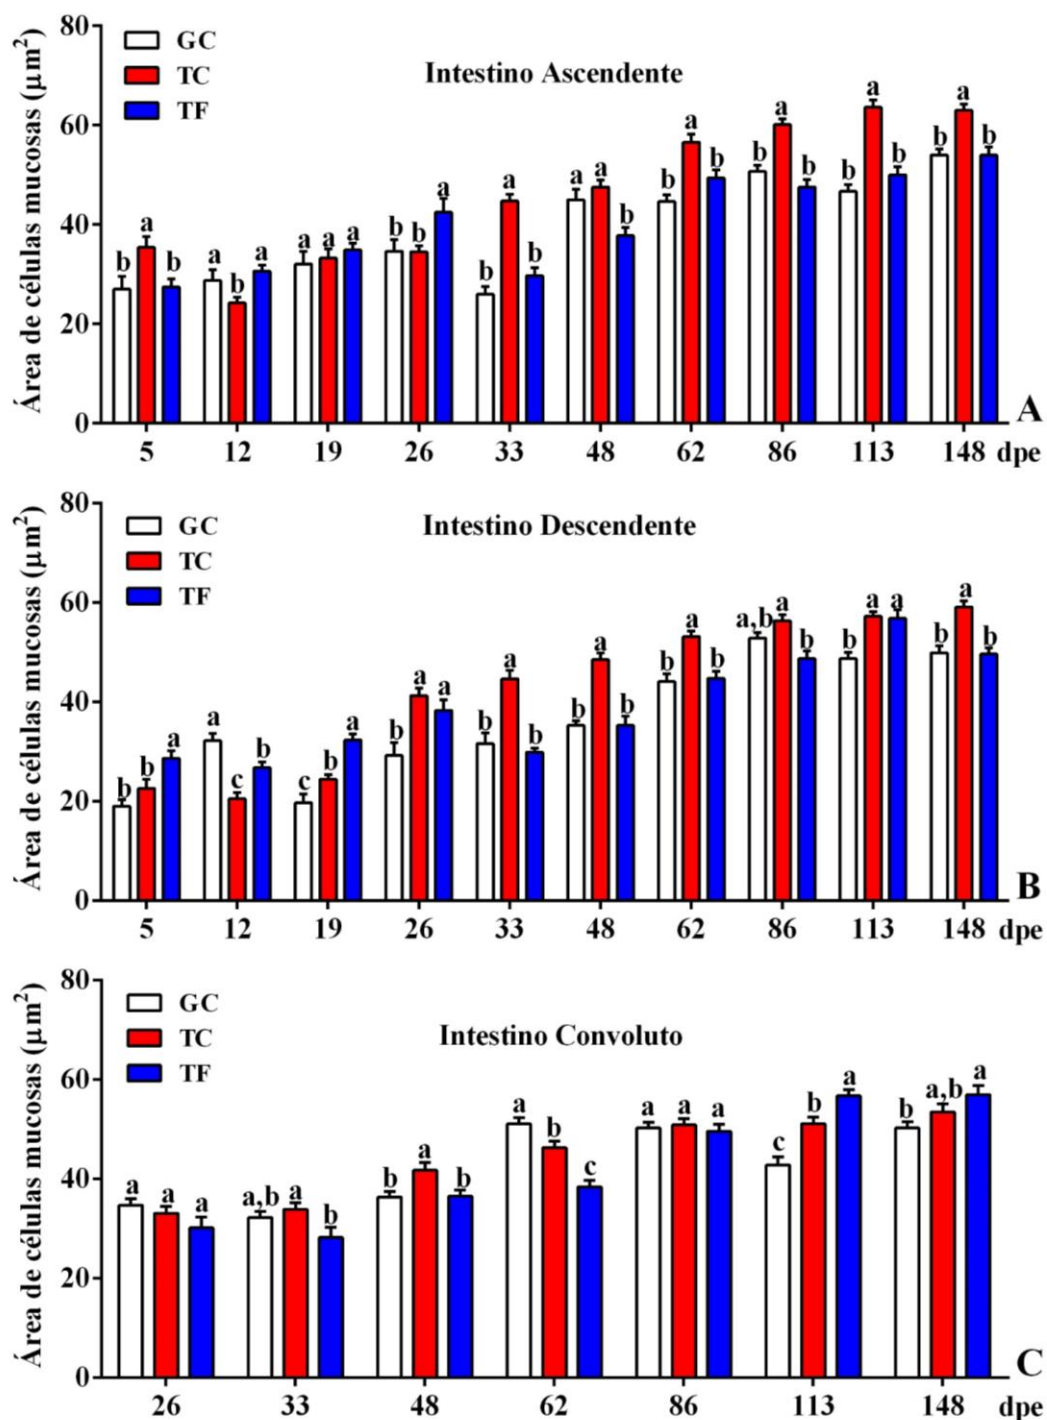 Área de células mucosas (µm²)
80
60
40
20
0
GC
TC
TF
Intestino Ascendente
b a b
a b a
a a a
b b a
b a b
a a b
b a b
b a b
b a b
b a b
A
5 12 19 26 33 48 62 86 113 148 dpe
Área de células mucosas (µm²)
80
60
40
20
0
GC
TC
TF
Intestino Descendente
b b a
a c b
c b a
b a a
b a b
b a b
b a b
a,b a b
b a a
b a b
B
5 12 19 26 33 48 62 86 113 148 dpe
Área de células mucosas (µm²)
80
60
40
20
0
GC
TC
TF
Intestino Convoluto
a a a
a,b a b
b a b
a b c
a a a
c b a
b a,b a
C
26 33 48 62 86 113 148 dpe